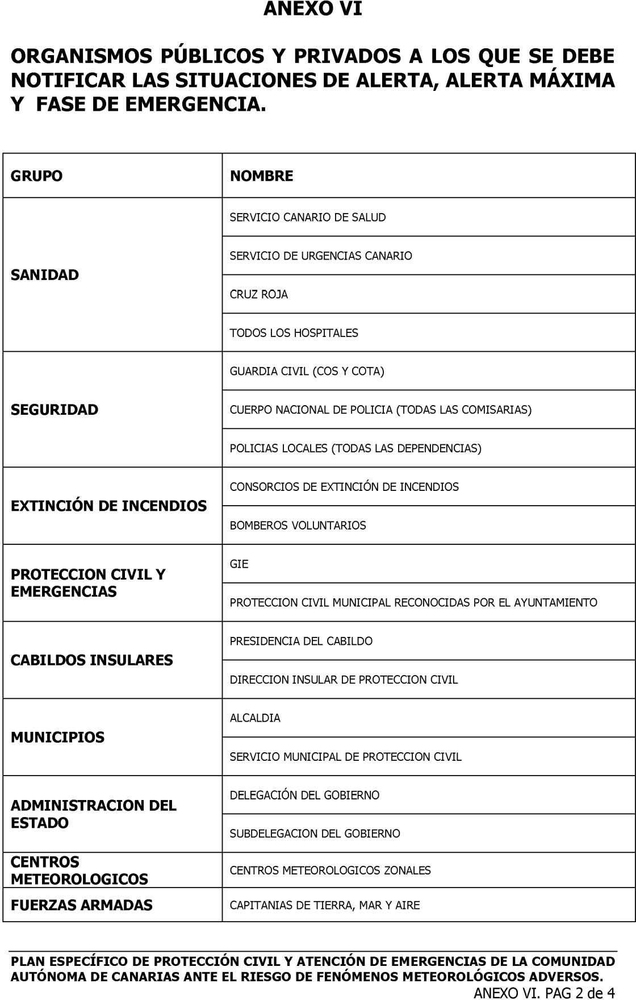 ANEXO VI
ORGANISMOS PÚBLICOS Y PRIVADOS A LOS QUE SE DEBE
NOTIFICAR LAS SITUACIONES DE ALERTA, ALERTA MÁXIMA
Y FASE DE EMERGENCIA.
GRUPO
NOMBRE
SANIDAD
SERVICIO CANARIO DE SALUD
SERVICIO DE URGENCIAS CANARIO
CRUZ ROJA
TODOS LOS HOSPITALES
SEGURIDAD
GUARDIA CIVIL (COS Y COTA)
CUERPO NACIONAL DE POLICIA (TODAS LAS COMISARIAS)
POLICIAS LOCALES (TODAS LAS DEPENDENCIAS)
EXTINCIÓN DE INCENDIOS
CONSORCIOS DE EXTINCIÓN DE INCENDIOS
BOMBEROS VOLUNTARIOS
PROTECCION CIVIL Y
EMERGENCIAS
GIE
PROTECCION CIVIL MUNICIPAL RECONOCIDAS POR EL AYUNTAMIENTO
CABILDOS INSULARES
PRESIDENCIA DEL CABILDO
DIRECCION INSULAR DE PROTECCION CIVIL
MUNICIPIOS
ALCALDIA
SERVICIO MUNICIPAL DE PROTECCION CIVIL
ADMINISTRACION DEL
ESTADO
DELEGACIÓN DEL GOBIERNO
SUBDELEGACION DEL GOBIERNO
CENTROS
METEOROLOGICOS
CENTROS METEOROLOGICOS ZONALES
FUERZAS ARMADAS
CAPITANIAS DE TIERRA, MAR Y AIRE
PLAN ESPECÍFICO DE PROTECCIÓN CIVIL Y ATENCIÓN DE EMERGENCIAS DE LA COMUNIDAD
AUTÓNOMA DE CANARIAS ANTE EL RIESGO DE FENÓMENOS METEOROLÓGICOS ADVERSOS.
ANEXO VI. PAG 2 de 4